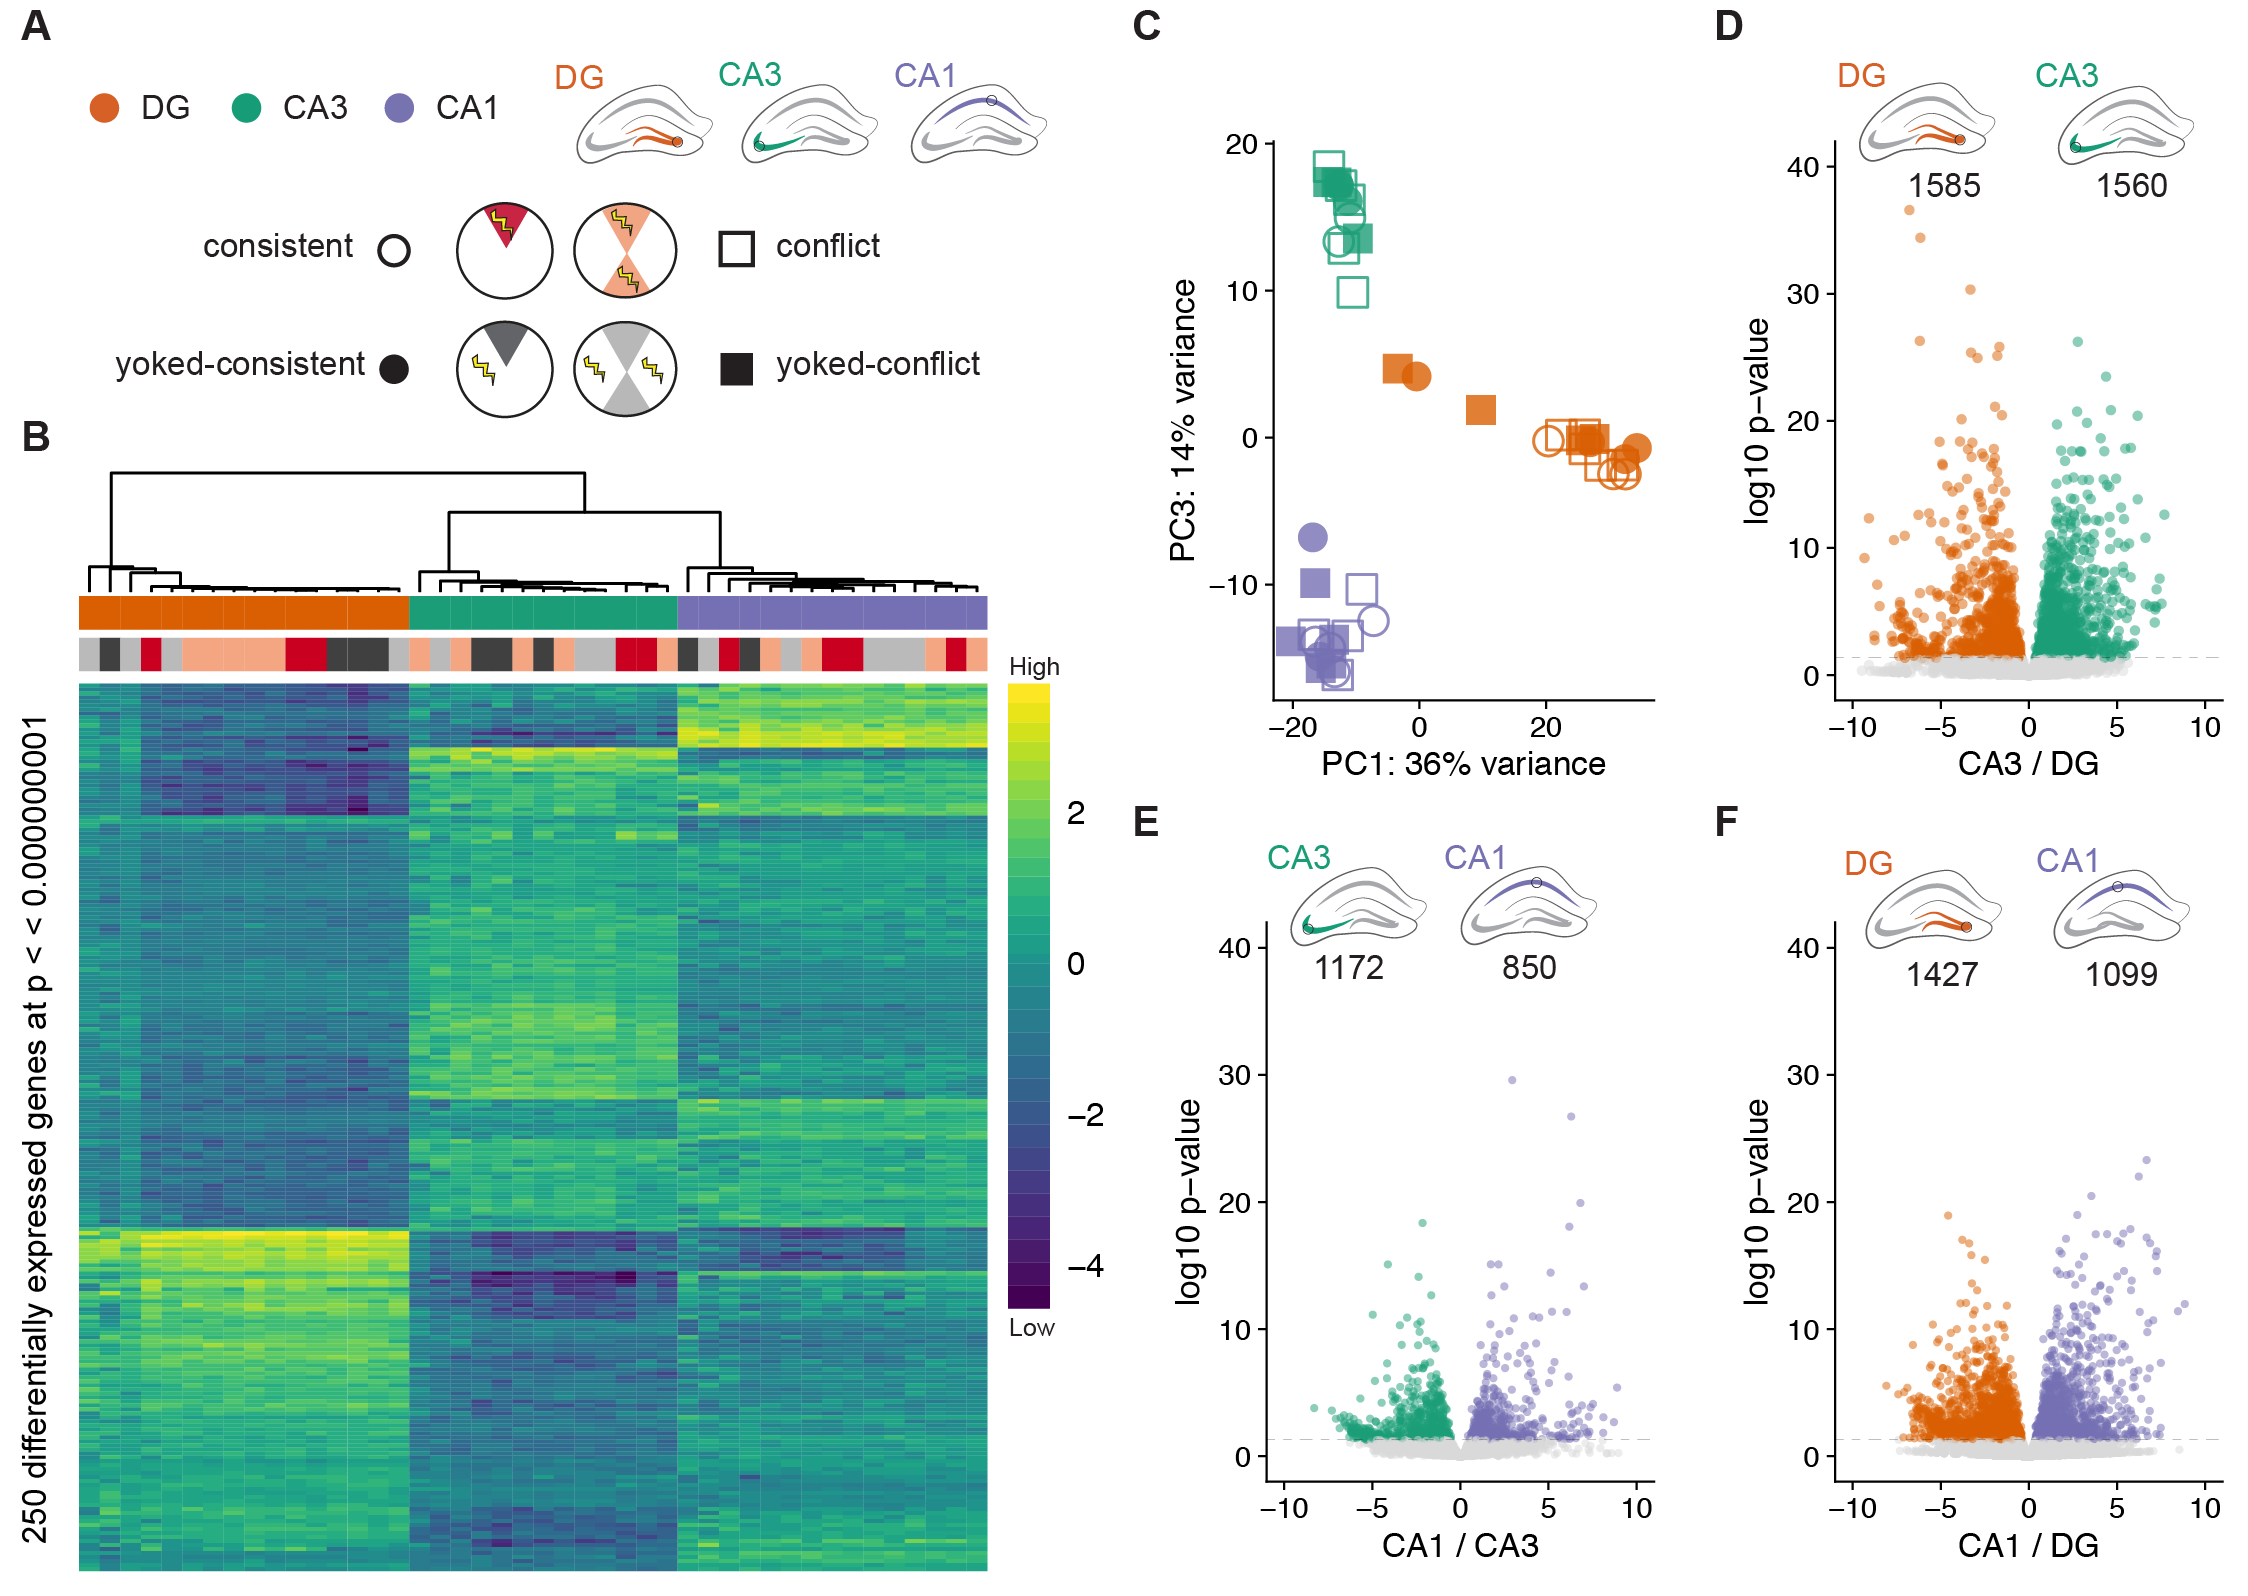 A
DG
CA3
CA1
DG
CA3
CA1
consistent
conflict
yoked-consistent
yoked-conflict
B
250 differentially expressed genes at p < < 0.0000000001
High
2
0
−2
−4
Low
C
PC3: 14% variance
20
10
0
−10
−20
0
20
PC1: 36% variance
D
DG
CA3
1585
1560
log10 p−value
40
30
20
10
0
−10
−5
0
5
10
CA3 / DG
E
CA3
CA1
1172
850
log10 p−value
40
30
20
10
0
−10
−5
0
5
10
CA1 / CA3
F
DG
CA1
1427
1099
log10 p−value
40
30
20
10
0
−10
−5
0
5
10
CA1 / DG